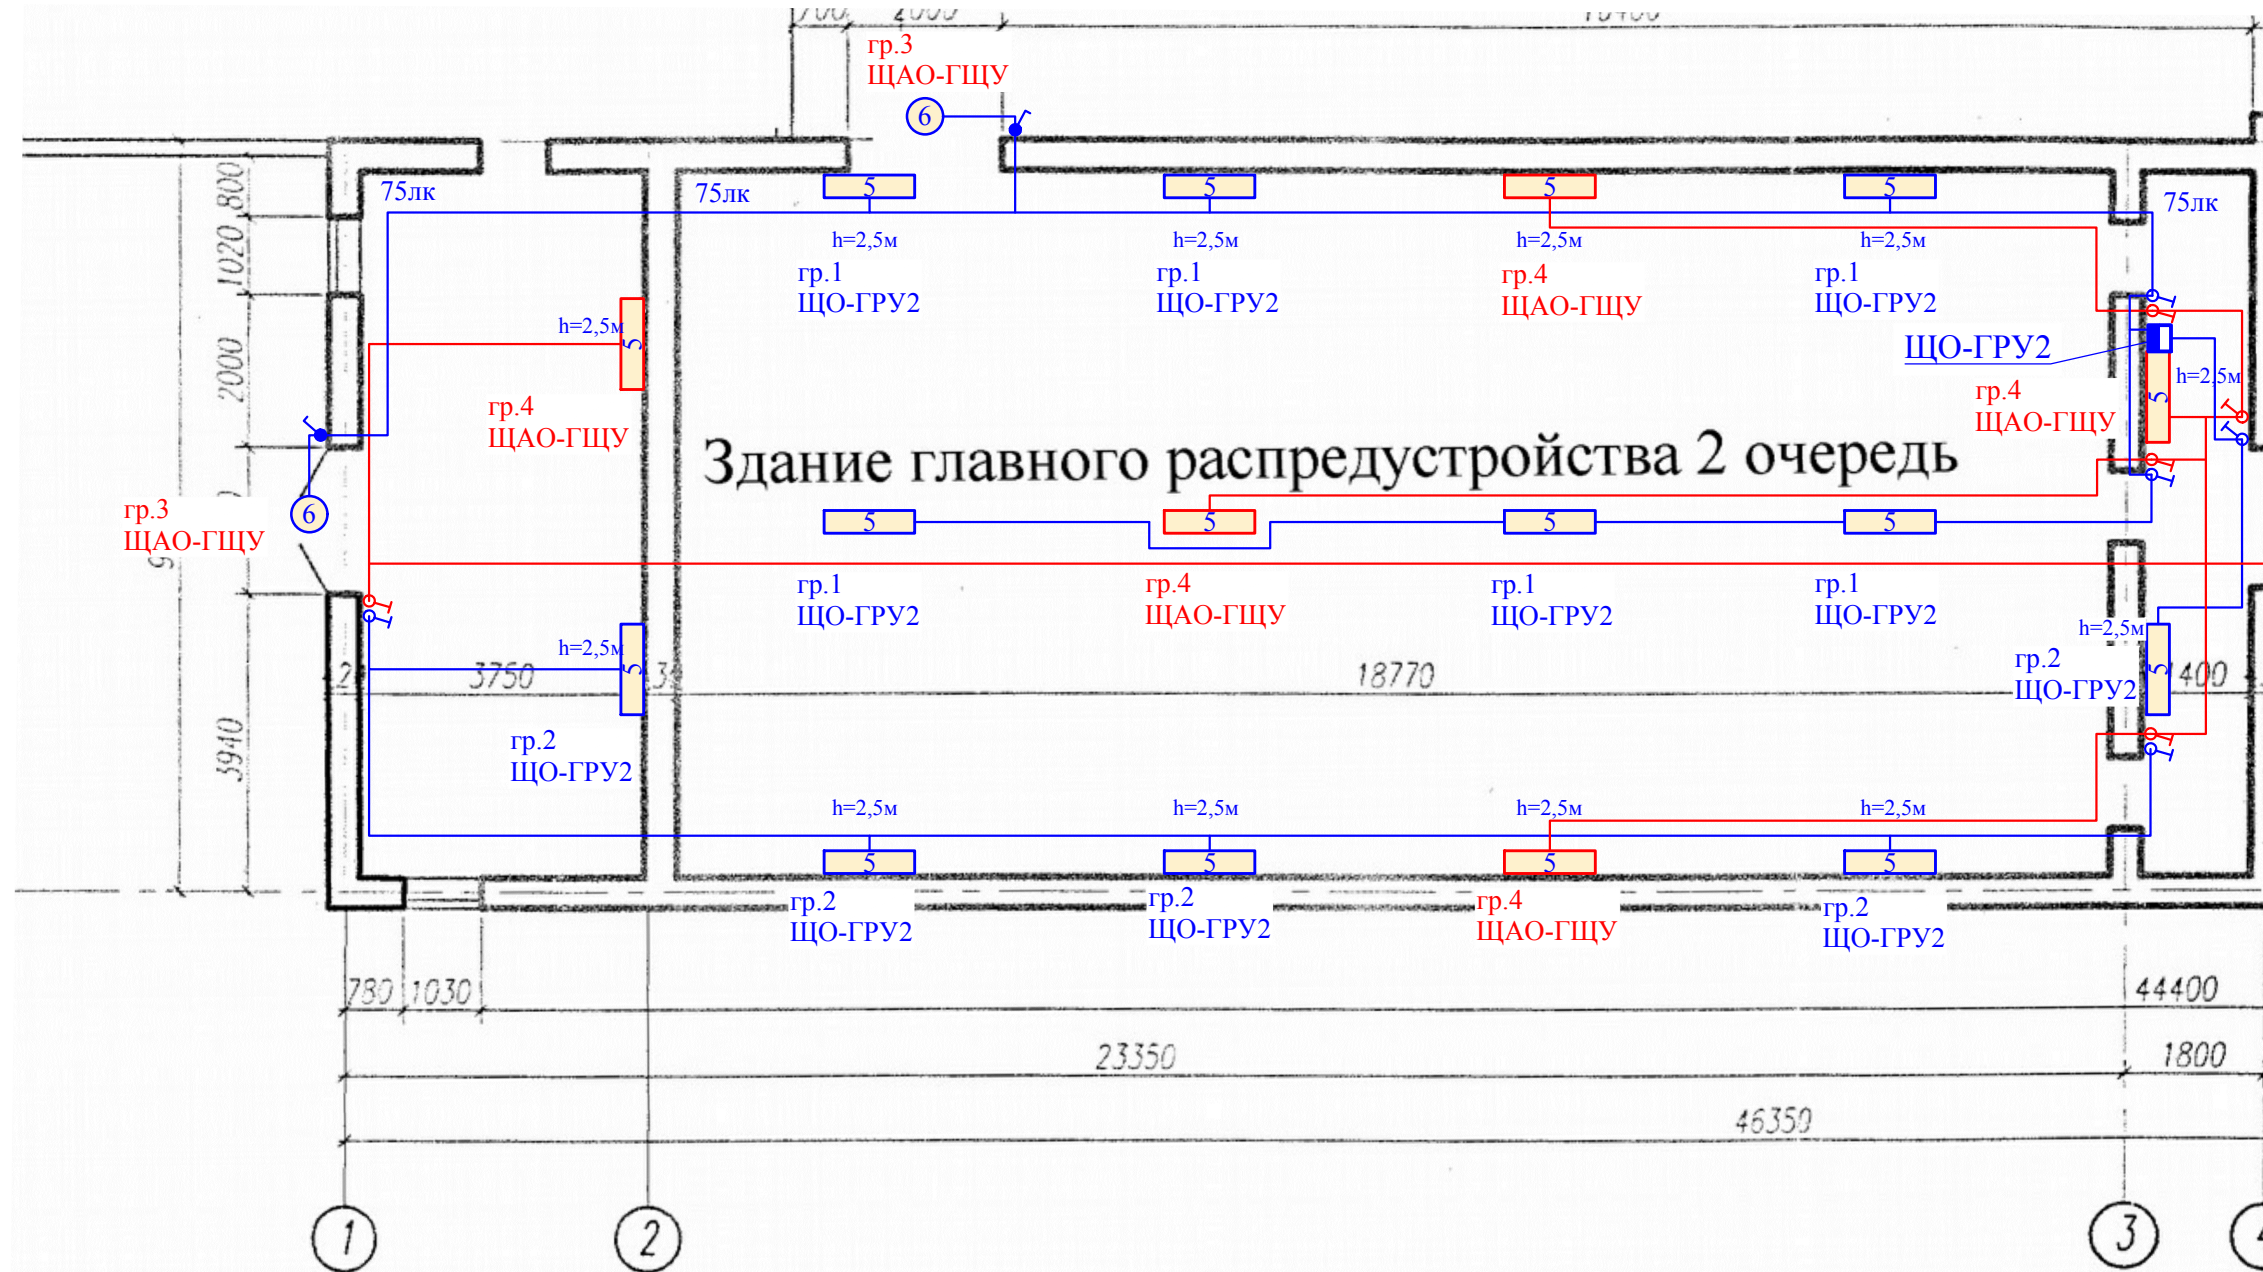 гр.3
ЩАО-ГЩУ
6
75лк
75лк
5
5
5
5
75лк
800
h=2,5м
h=2,5м
h=2,5м
h=2,5м
гр.1
ЩО-ГРУ2
гр.1
ЩО-ГРУ2
гр.4
ЩАО-ГЩУ
гр.1
ЩО-ГРУ2
1020
h=2,5м
5
ЩО-ГРУ2
2000
h=2,5м
5
гр.4
ЩАО-ГЩУ
гр.4
ЩАО-ГЩУ
Здание главного распредустройства 2 очередь
гр.3
ЩАО-ГЩУ
6
5
5
5
5
гр.1
ЩО-ГРУ2
гр.4
ЩАО-ГЩУ
гр.1
ЩО-ГРУ2
гр.1
ЩО-ГРУ2
h=2,5м
5
h=2,5м
5
3750
18770
гр.2
ЩО-ГРУ2
400
3940
гр.2
ЩО-ГРУ2
h=2,5м
h=2,5м
h=2,5м
h=2,5м
5
5
5
5
гр.2
ЩО-ГРУ2
гр.2
ЩО-ГРУ2
гр.4
ЩАО-ГЩУ
гр.2
ЩО-ГРУ2
780
1030
44400
23350
1800
46350
1
2
3